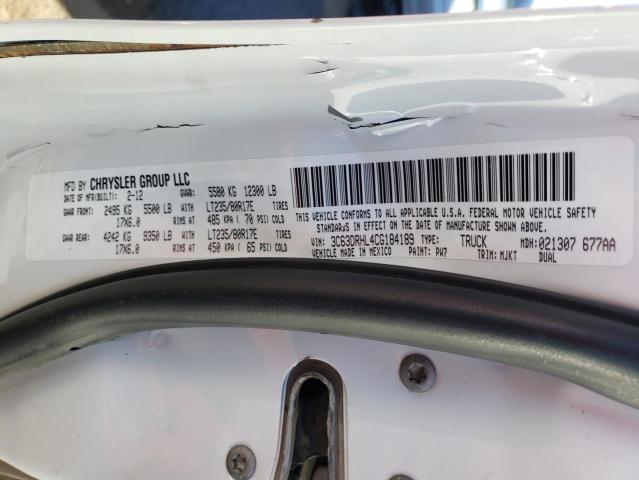 MFD BY CHRYSLER GROUP LLC
DATE OF MFR(BUILT): 2-12 GVWR: 5580 KG 12300 LB
GAWR FRONT: 2495 KG 5500 LB WITH LT235/80R17E TIRES
17X6.0 RIMS AT 485 KPA ( 70 PSI) COLD
GAWR REAR: 4242 KG 9350 LB WITH LT235/80R17E TIRES
17X6.0 RIMS AT 450 KPA ( 65 PSI) COLD
THIS VEHICLE CONFORMS TO ALL APPLICABLE U.S.A. FEDERAL MOTOR VEHICLE SAFETY
STANDARDS IN EFFECT ON THE DATE OF MANUFACTURE SHOWN ABOVE.
VIN: 3C63DRHL4CG184189 TYPE: TRUCK MDH: 021307 677AA
VEHICLE MADE IN MEXICO PAINT: PW7 TRIM: MJKT DUAL